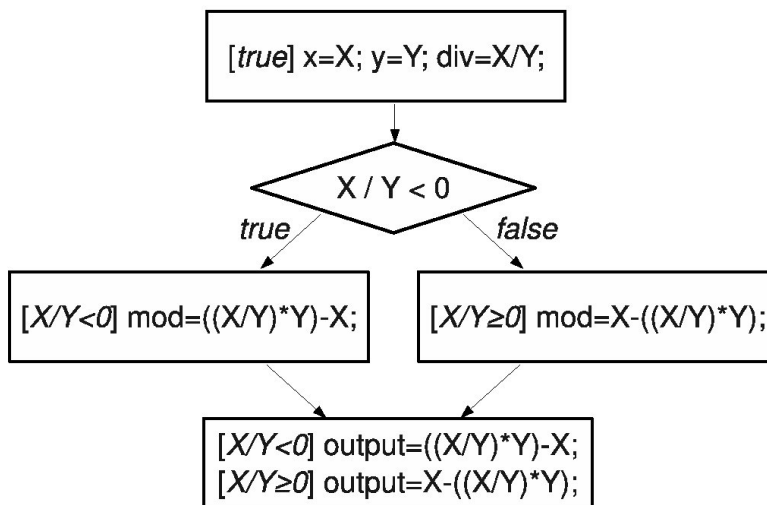 [true] x=X; y=Y; div=X/Y;
X / Y < 0
true
false
[X/Y<0] mod=((X/Y)*Y)-X;
[X/Y≥0] mod=X-((X/Y)*Y);
[X/Y<0] output=((X/Y)*Y)-X;
[X/Y≥0] output=X-((X/Y)*Y);